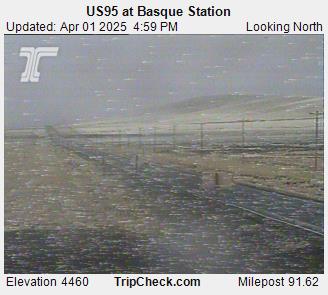 US95 at Basque Station
Updated: Apr 01 2025 4:59 PM Looking North
Elevation 4460 TripCheck.com Milepost 91.62